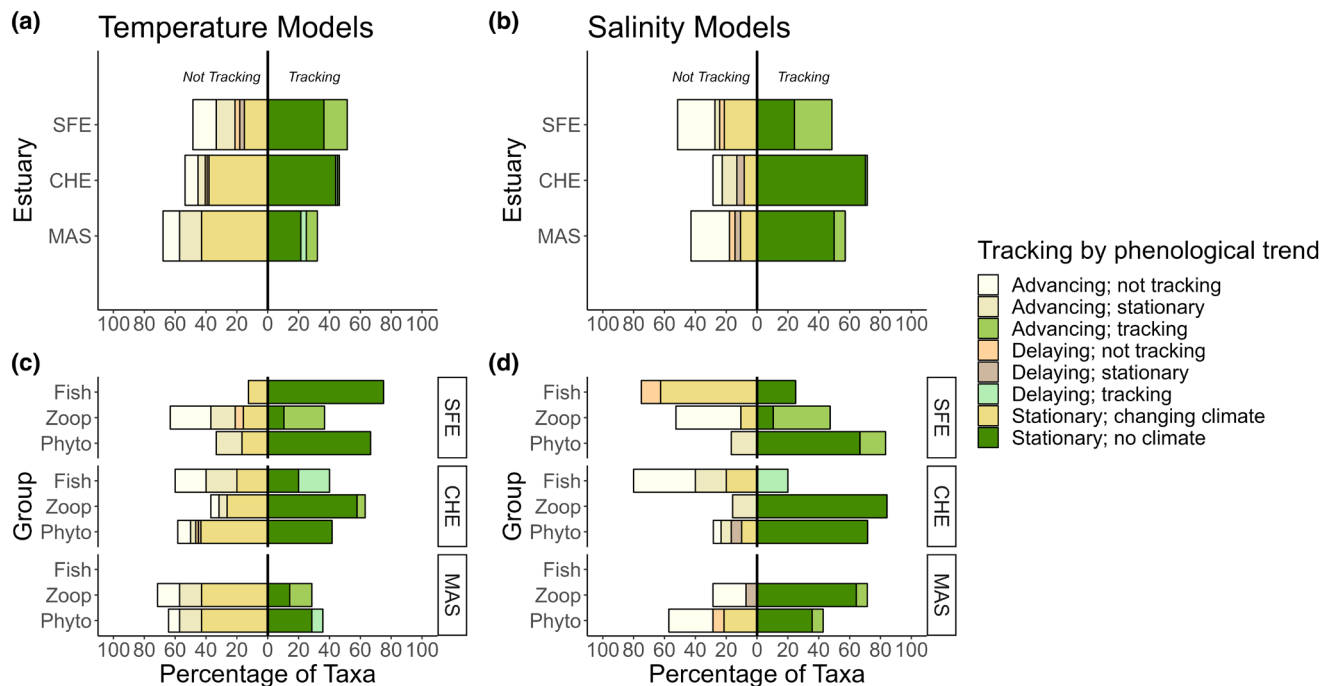 (a) Temperature Models
(b) Salinity Models
Not Tracking Tracking
Not Tracking Tracking
Estuary
SFE
CHE
MAS
100 80 60 40 20 0 20 40 60 80 100
Estuary
SFE
CHE
MAS
100 80 60 40 20 0 20 40 60 80 100
(c)
Group
Fish
Zoop
Phyto
SFE
Fish
Zoop
Phyto
CHE
Fish
Zoop
Phyto
MAS
100 80 60 40 20 0 20 40 60 80 100
Percentage of Taxa
(d)
Group
Fish
Zoop
Phyto
SFE
Fish
Zoop
Phyto
CHE
Fish
Zoop
Phyto
MAS
100 80 60 40 20 0 20 40 60 80 100
Percentage of Taxa
Tracking by phenological trend
Advancing; not tracking
Advancing; stationary
Advancing; tracking
Delaying; not tracking
Delaying; stationary
Delaying; tracking
Stationary; changing climate
Stationary; no climate